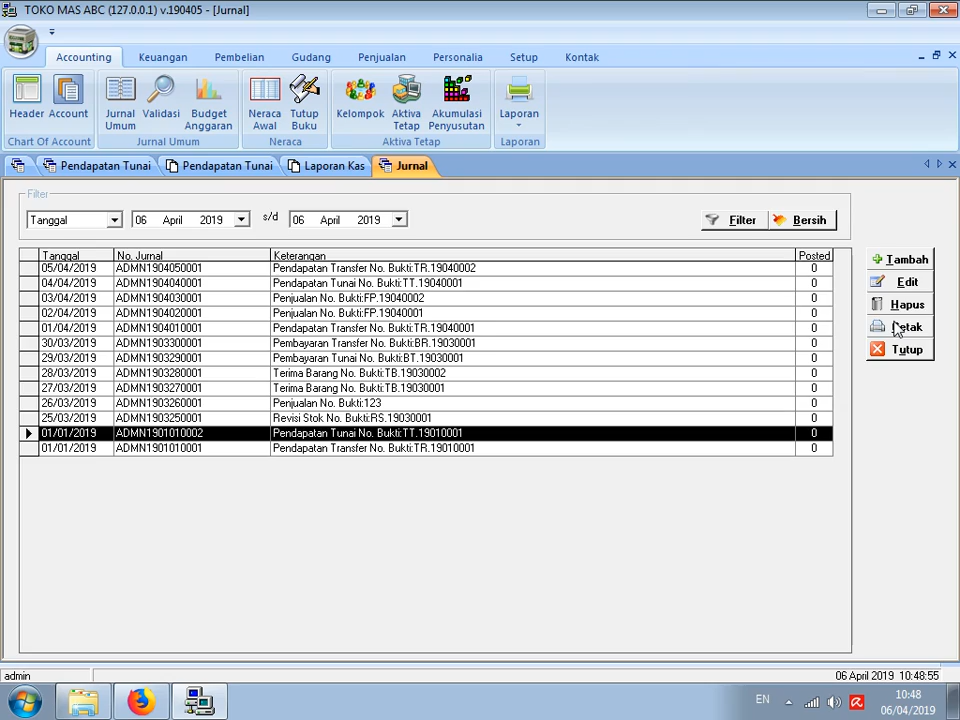 TOKO MAS ABC (127.0.0.1) v.190405 - [Jurnal]
Accounting Keuangan Pembelian Gudang Penjualan Personalia Setup Kontak
Header Account Jurnal Umum Validasi Budget Anggaran Neraca Awal Tutup Buku Kelompok Aktiva Tetap Akumulasi Penyusutan Laporan
Chart Of Account Jurnal Umum Neraca Aktiva Tetap Laporan
Pendapatan Tunai Pendapatan Tunai Laporan Kas Jurnal
Filter
Tanggal 06 April 2019 s/d 06 April 2019 Filter Bersih
Tanggal No. Jurnal Keterangan Posted
05/04/2019 ADMN1904050001 Pendapatan Transfer No. Bukti:TR.19040002 0
04/04/2019 ADMN1904040001 Pendapatan Tunai No. Bukti:TT.19040001 0
03/04/2019 ADMN1904030001 Penjualan No. Bukti:FP.19040002 0
02/04/2019 ADMN1904020001 Penjualan No. Bukti:FP.19040001 0
01/04/2019 ADMN1904010001 Pendapatan Transfer No. Bukti:TR.19040001 0
30/03/2019 ADMN1903300001 Pembayaran Transfer No. Bukti:BR.19030001 0
29/03/2019 ADMN1903290001 Pembayaran Tunai No. Bukti:BT.19030001 0
28/03/2019 ADMN1903280001 Terima Barang No. Bukti:TB.19030002 0
27/03/2019 ADMN1903270001 Terima Barang No. Bukti:TB.19030001 0
26/03/2019 ADMN1903260001 Penjualan No. Bukti:123 0
25/03/2019 ADMN1903250001 Revisi Stok No. Bukti:RS.19030001 0
01/01/2019 ADMN1901010002 Pendapatan Tunai No. Bukti:TT.19010001 0
01/01/2019 ADMN1901010001 Pendapatan Transfer No. Bukti:TR.19010001 0
Tambah
Edit
Hapus
Cetak
Tutup
admin 06 April 2019 10:48:55
EN 10:48
06/04/2019